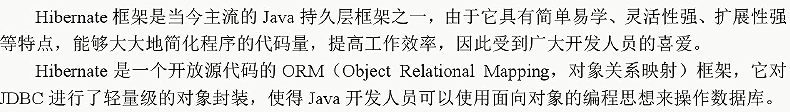 Hibernate 框架是当今主流的 Java 持久层框架之一，由于它具有简单易学、灵活性强、扩展性强
等特点，能够大大地简化程序的代码量，提高工作效率，因此受到广大开发人员的喜爱。
Hibernate 是一个开放源代码的 ORM（Object Relational Mapping，对象关系映射）框架，它对
JDBC 进行了轻量级的对象封装，使得 Java 开发人员可以使用面向对象的编程思想来操作数据库。